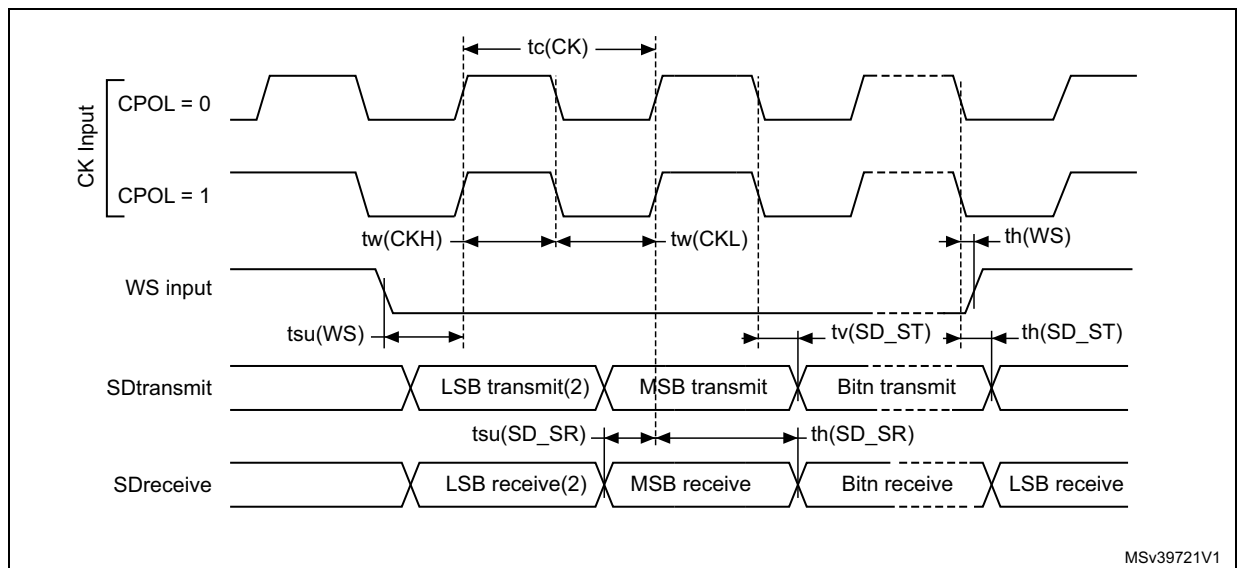 tc(CK)
CK Input
CPOL = 0
CPOL = 1
tw(CKH)
tw(CKL)
th(WS)
WS input
tsu(WS)
tv(SD_ST)
th(SD_ST)
SDtransmit
LSB transmit(2)
MSB transmit
Bitn transmit
tsu(SD_SR)
th(SD_SR)
SDreceive
LSB receive(2)
MSB receive
Bitn receive
LSB receive
MSv39721V1